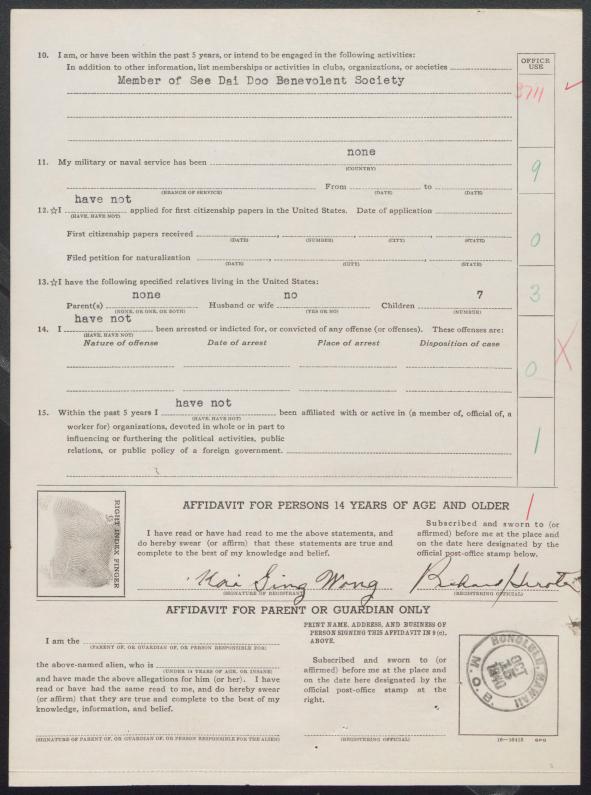 10. I am, or have been within the past 5 years, or intend to be engaged in the following activities:
In addition to other information, list memberships or activities in clubs, organizations, or societies
OFFICE USE
Member of See Dai Doo Benevolent Society
3711
none
11. My military or naval service has been
(COUNTRY)
9
From to
(BRANCH OF SERVICE) (DATE) (DATE)
have not
12. ☆I applied for first citizenship papers in the United States. Date of application
(HAVE, HAVE NOT)
First citizenship papers received
(DATE) (NUMBER) (CITY) (STATE)
0
Filed petition for naturalization
(DATE) (CITY) (STATE)
13. ☆I have the following specified relatives living in the United States:
none no 7
3
Parent(s) Husband or wife Children
(NONE, OR ONE, OR BOTH) (YES OR NO) (NUMBER)
have not
14. I been arrested or indicted for, or convicted of any offense (or offenses). These offenses are:
(HAVE, HAVE NOT)
Nature of offense Date of arrest Place of arrest Disposition of case
X
0
have not
15. Within the past 5 years I been affiliated with or active in (a member of, official of, a
(HAVE, HAVE NOT)
worker for) organizations, devoted in whole or in part to
influencing or furthering the political activities, public
relations, or public policy of a foreign government.
1
RIGHT INDEX FINGER
AFFIDAVIT FOR PERSONS 14 YEARS OF AGE AND OLDER
I have read or have had read to me the above statements, and
do hereby swear (or affirm) that these statements are true and
complete to the best of my knowledge and belief.
Subscribed and sworn to (or
affirmed) before me at the place and
on the date here designated by the
official post-office stamp below.
Kai Sing Wong
(SIGNATURE OF REGISTRANT)
Richard Hirota
(REGISTERING OFFICIAL)
AFFIDAVIT FOR PARENT OR GUARDIAN ONLY
I am the
(PARENT OF, OR GUARDIAN OF, OR PERSON RESPONSIBLE FOR)
the above-named alien, who is
(UNDER 14 YEARS OF AGE, OR INSANE)
and have made the above allegations for him (or her). I have
read or have had the same read to me, and do hereby swear
(or affirm) that they are true and complete to the best of my
knowledge, information, and belief.
(SIGNATURE OF PARENT OF, OR GUARDIAN OF, OR PERSON RESPONSIBLE FOR THE ALIEN)
PRINT NAME, ADDRESS, AND BUSINESS OF
PERSON SIGNING THIS AFFIDAVIT IN 9 (c),
ABOVE.
Subscribed and sworn to (or
affirmed) before me at the place and
on the date here designated by the
official post-office stamp at the
right.
(REGISTERING OFFICIAL)
HONOLULU, HAWAII
OCT
1940
M.O.B.
16—16415 GPO